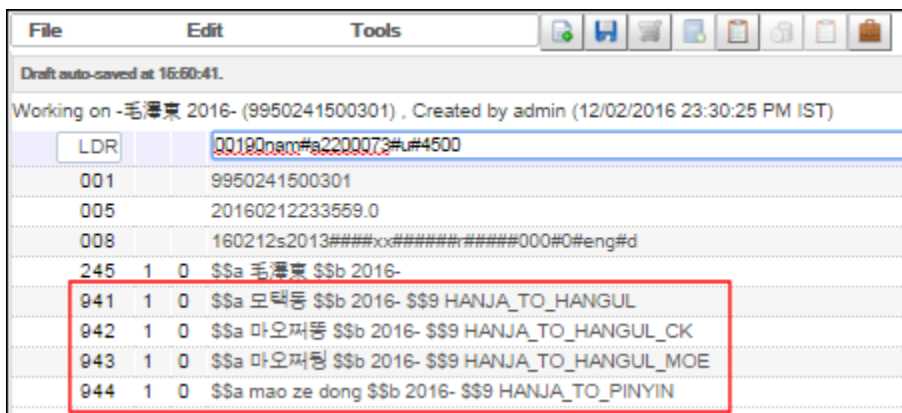 File Edit Tools
Draft auto-saved at 15:50:41.
Working on -毛澤東 2016- (9950241500301) , Created by admin (12/02/2016 23:30:25 PM IST)
LDR 00190nam#a2200073#u#4500
001 9950241500301
005 20160212233559.0
008 160212s2013####xx######r#####000#0#eng#d
245 1 0 $$a 毛澤東 $$b 2016-
941 1 0 $$a 모택동 $$b 2016- $$9 HANJA_TO_HANGUL
942 1 0 $$a 마오쩌뚱 $$b 2016- $$9 HANJA_TO_HANGUL_CK
943 1 0 $$a 마오쩌둥 $$b 2016- $$9 HANJA_TO_HANGUL_MOE
944 1 0 $$a mao ze dong $$b 2016- $$9 HANJA_TO_PINYIN